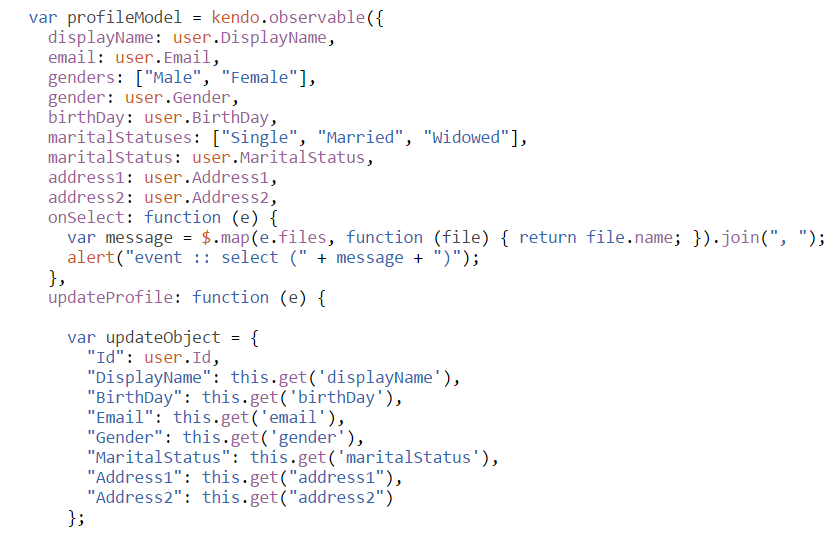 var profileModel = kendo.observable({
displayName: user.DisplayName,
email: user.Email,
genders: ["Male", "Female"],
gender: user.Gender,
birthDay: user.BirthDay,
maritalStatuses: ["Single", "Married", "Widowed"],
maritalStatus: user.MaritalStatus,
address1: user.Address1,
address2: user.Address2,
onSelect: function (e) {
var message = $.map(e.files, function (file) { return file.name; }).join(", ");
alert("event :: select (" + message + ")");
},
updateProfile: function (e) {
var updateObject = {
"Id": user.Id,
"DisplayName": this.get('displayName'),
"BirthDay": this.get('birthDay'),
"Email": this.get('email'),
"Gender": this.get('gender'),
"MaritalStatus": this.get('maritalStatus'),
"Address1": this.get("address1"),
"Address2": this.get("address2")
};